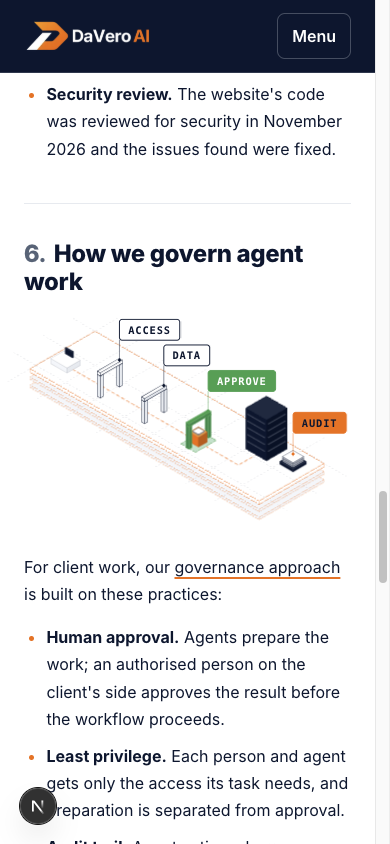 DaVero AI
Menu
Security review. The website's code
was reviewed for security in November
2026 and the issues found were fixed.
6. How we govern agent
work
ACCESS
DATA
APPROVE
AUDIT
For client work, our governance approach
is built on these practices:
Human approval. Agents prepare the
work; an authorised person on the
client's side approves the result before
the workflow proceeds.
Least privilege. Each person and agent
gets only the access its task needs, and
preparation is separated from approval.
N